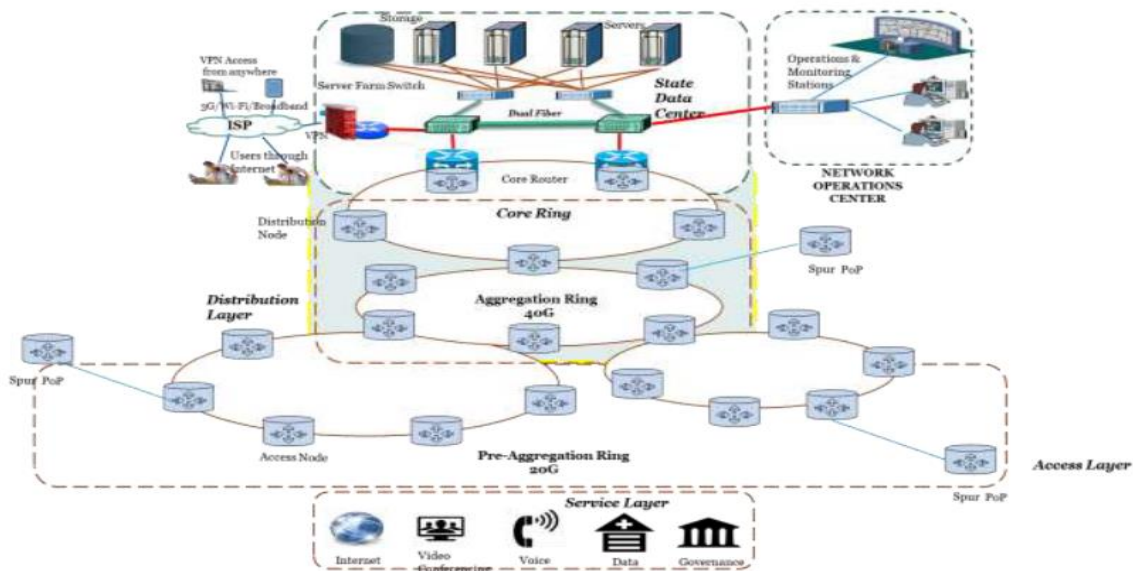 Storage
Servers
VPN Access
from anywhere
Operations &
Monitoring
Stations
Server Farm Switch
State
Data
Center
3G/Wi-Fi/Broadband
Dual Fiber
ISP
VPN
Users through
Internet
Core Router
NETWORK
OPERATIONS
CENTER
Core Ring
Distribution
Node
Spur PoP
Distribution
Layer
Aggregation Ring
40G
Spur PoP
Access Node
Pre-Aggregation Ring
20G
Access Layer
Spur PoP
Service Layer
Internet
Video
Conferencing
Voice
Data
Governance